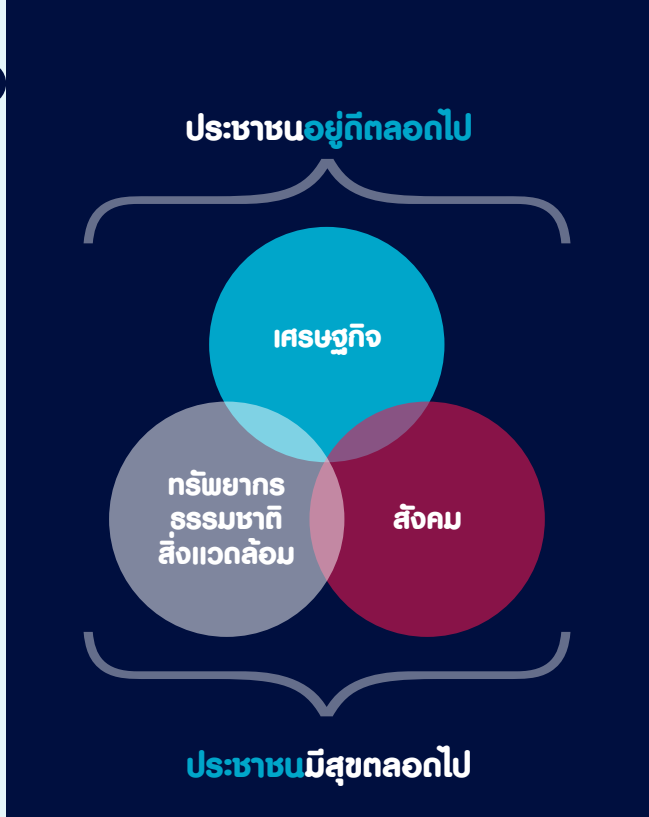 ประชาชนอยู่ดีตลอดไป
เศรษฐกิจ
ทรัพยากร
ธรรมชาติ
สิ่งแวดล้อม
สังคม
ประชาชนมีสุขตลอดไป